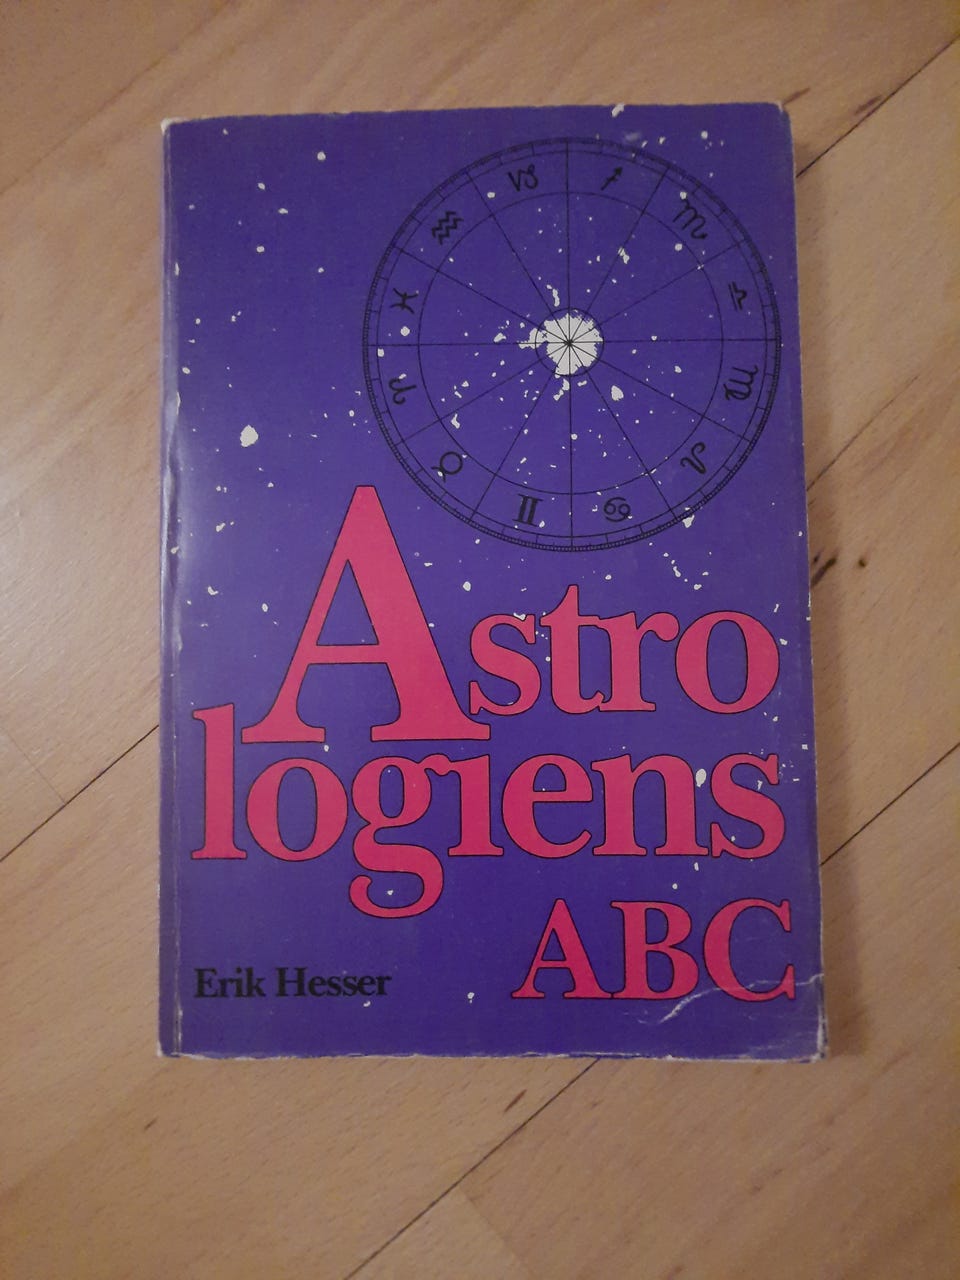 Astro
logiens
ABC
Erik Hesser